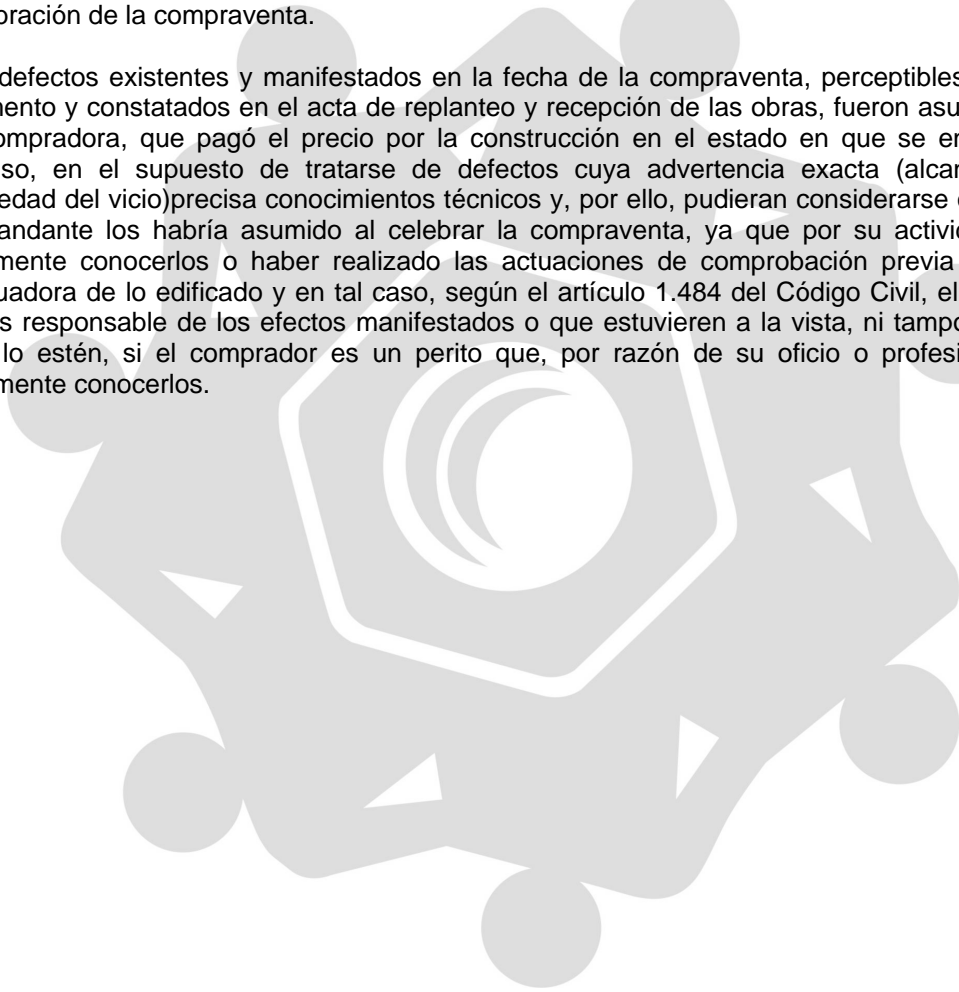 oración de la compraventa.
defectos existentes y manifestados en la fecha de la compraventa, perceptibles
ento y constatados en el acta de replanteo y recepción de las obras, fueron asu
ompradora, que pagó el precio por la construcción en el estado en que se en
so, en el supuesto de tratarse de defectos cuya advertencia exacta (alcar
edad del vicio)precisa conocimientos técnicos y, por ello, pudieran considerarse
andante los habría asumido al celebrar la compraventa, ya que por su activid
mente conocerlos o haber realizado las actuaciones de comprobación previa
uadora de lo edificado y en tal caso, según el artículo 1.484 del Código Civil, el
s responsable de los efectos manifestados o que estuvieren a la vista, ni tampo
lo estén, si el comprador es un perito que, por razón de su oficio o profesi
mente conocerlos.